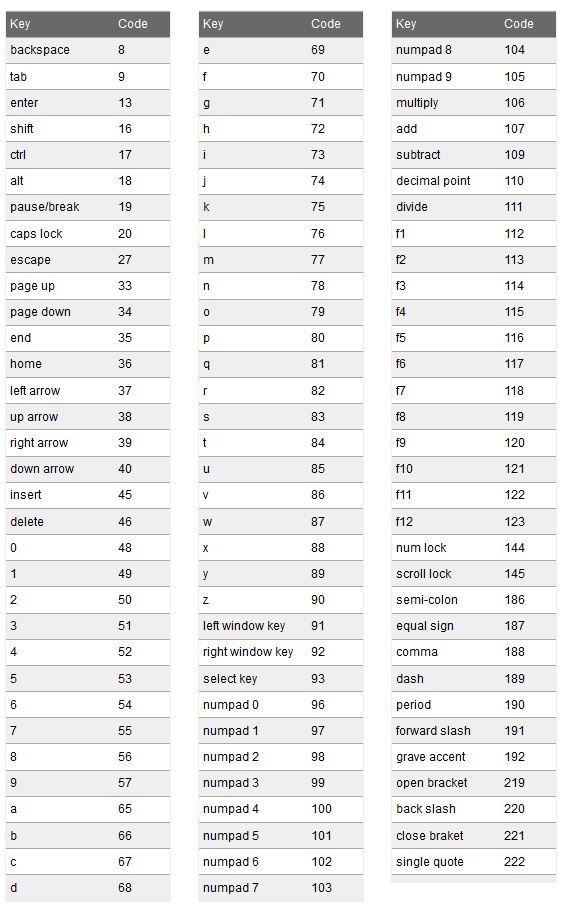 Key Code
backspace 8
tab 9
enter 13
shift 16
ctrl 17
alt 18
pause/break 19
caps lock 20
escape 27
page up 33
page down 34
end 35
home 36
left arrow 37
up arrow 38
right arrow 39
down arrow 40
insert 45
delete 46
0 48
1 49
2 50
3 51
4 52
5 53
6 54
7 55
8 56
9 57
a 65
b 66
c 67
d 68
Key Code
e 69
f 70
g 71
h 72
i 73
j 74
k 75
l 76
m 77
n 78
o 79
p 80
q 81
r 82
s 83
t 84
u 85
v 86
w 87
x 88
y 89
z 90
left window key 91
right window key 92
select key 93
numpad 0 96
numpad 1 97
numpad 2 98
numpad 3 99
numpad 4 100
numpad 5 101
numpad 6 102
numpad 7 103
Key Code
numpad 8 104
numpad 9 105
multiply 106
add 107
subtract 109
decimal point 110
divide 111
f1 112
f2 113
f3 114
f4 115
f5 116
f6 117
f7 118
f8 119
f9 120
f10 121
f11 122
f12 123
num lock 144
scroll lock 145
semi-colon 186
equal sign 187
comma 188
dash 189
period 190
forward slash 191
grave accent 192
open bracket 219
back slash 220
close braket 221
single quote 222